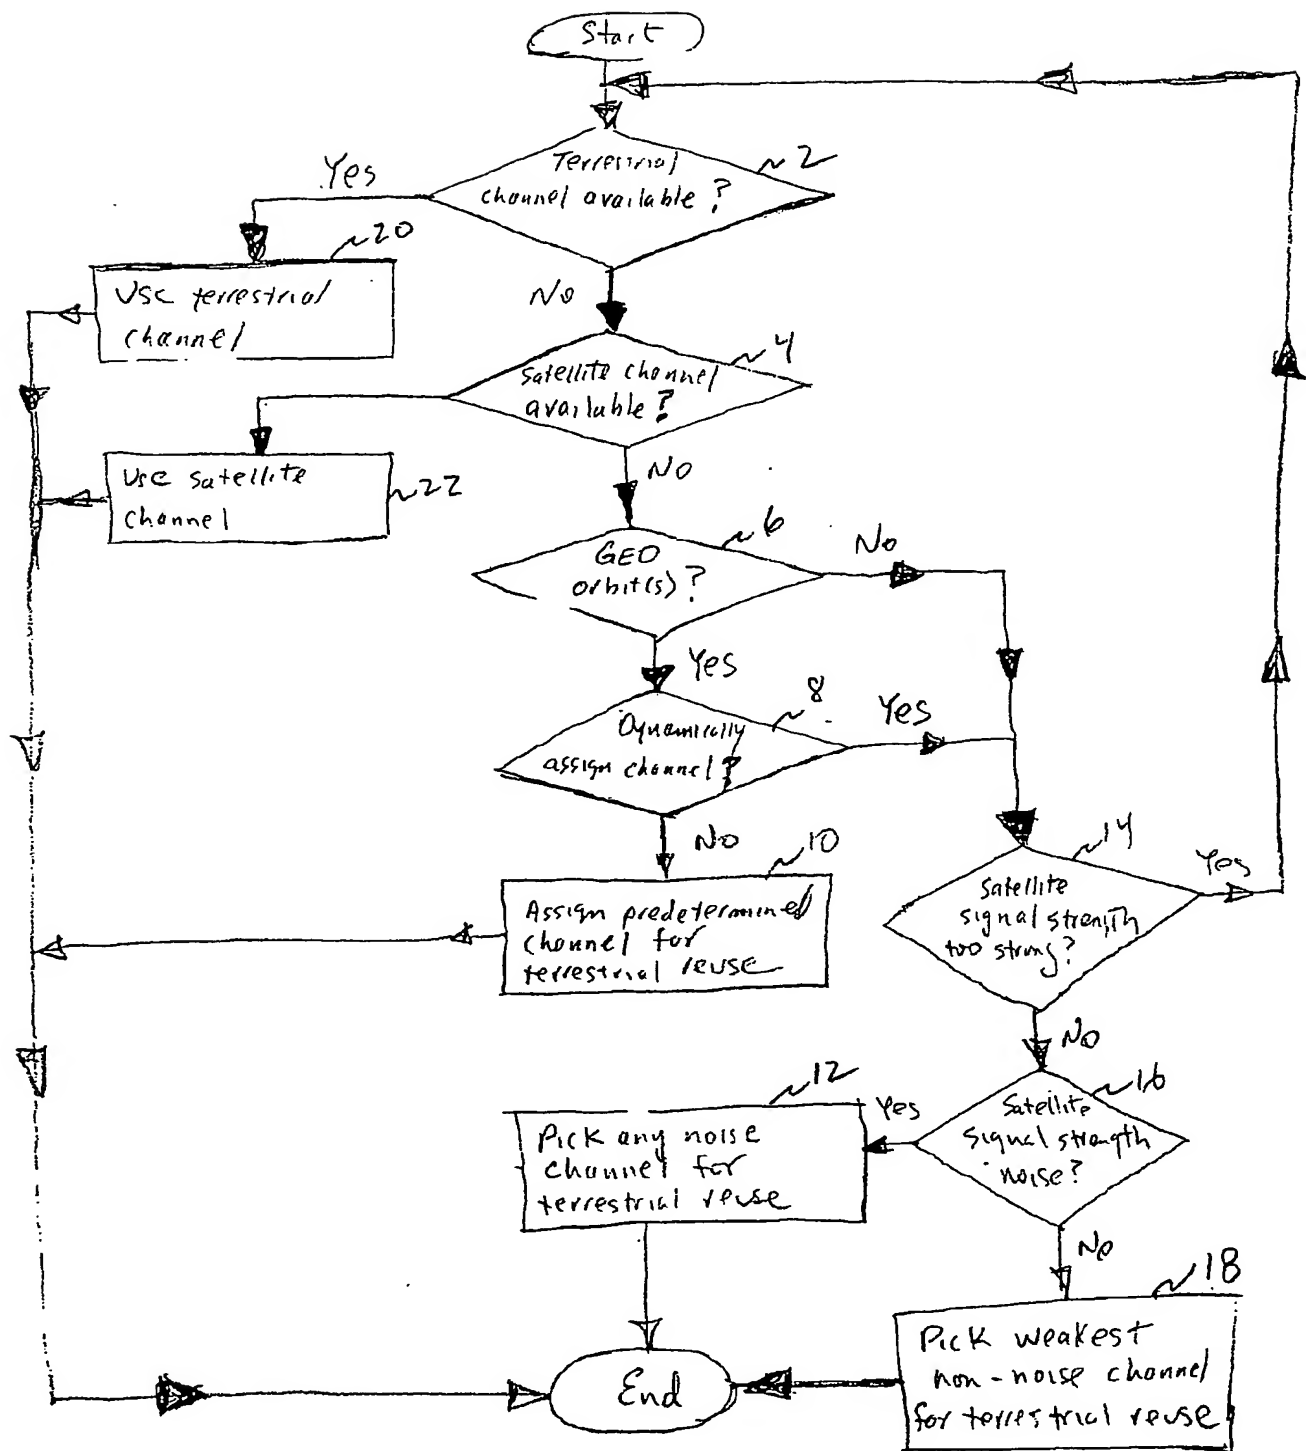 Start
Terrestrial
channel available?
2
Yes
20
Use terrestrial
channel
No
4
Satellite channel
available?
Use satellite
channel
22
No
6
GEO
orbit(s)?
No
Yes
8
Dynamically
assign channel?
Yes
No
10
Assign predetermined
channel for
terrestrial reuse
14
Satellite
signal strength
too strong?
Yes
No
12
Pick any noise
channel for
terrestrial reuse
Yes
16
Satellite
signal strength
noise?
No
18
Pick weakest
non-noise channel
for terrestrial reuse
End